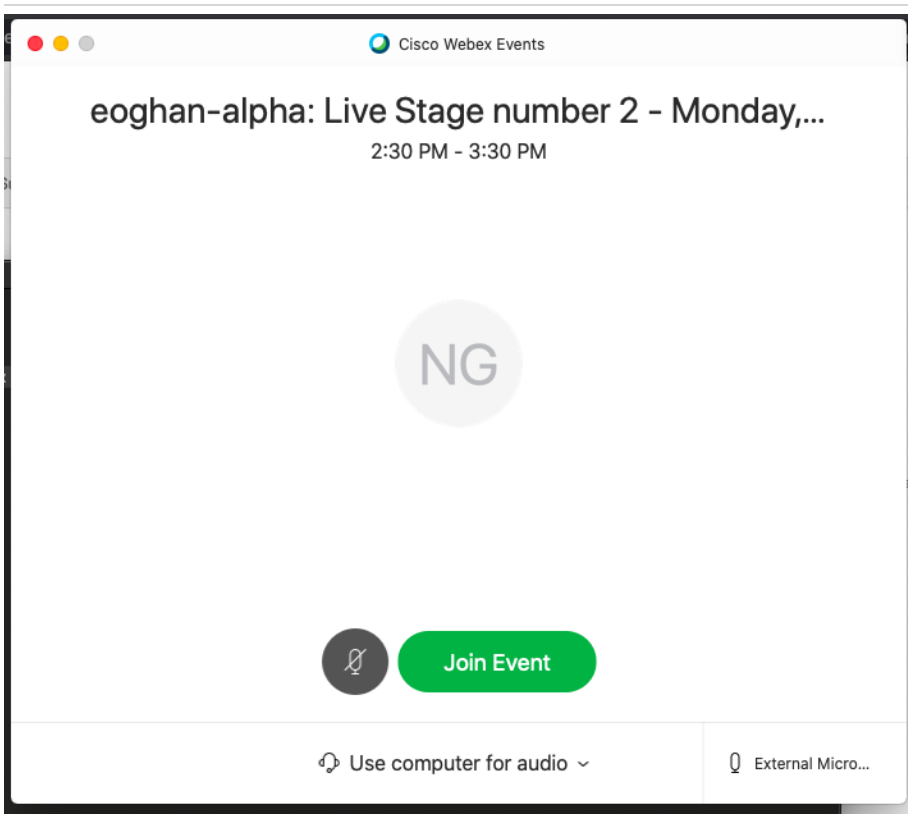 Cisco Webex Events
eoghan-alpha: Live Stage number 2 - Monday,...
2:30 PM - 3:30 PM
NG
Join Event
Use computer for audio
External Micro...